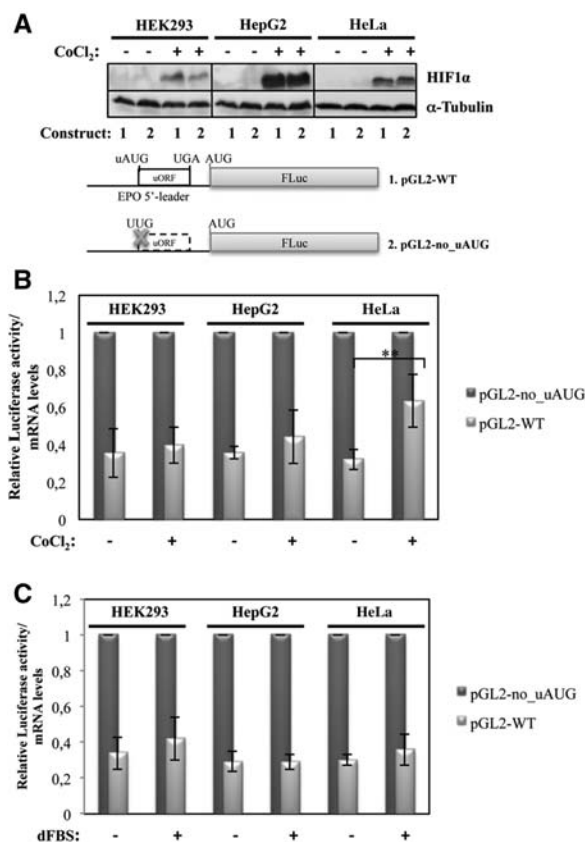 A
HEK293 HepG2 HeLa
CoCl₂: - - + + - - + + - - + +
HIF1α
α-Tubulin
Construct: 1 2 1 2 1 2 1 2 1 2 1 2
uAUG UGA AUG
uORF FLuc 1. pGL2-WT
EPO 5'-leader
UUG AUG
uORF FLuc 2. pGL2-no_uAUG
B
Relative Luciferase activity/
mRNA levels
1,2
1
0,8
0,6
0,4
0,2
0
HEK293 HepG2 HeLa
**
pGL2-no_uAUG
pGL2-WT
CoCl₂: - + - + - +
C
Relative Luciferase activity/
mRNA levels
1,2
1
0,8
0,6
0,4
0,2
0
HEK293 HepG2 HeLa
pGL2-no_uAUG
pGL2-WT
dFBS: - + - + - +